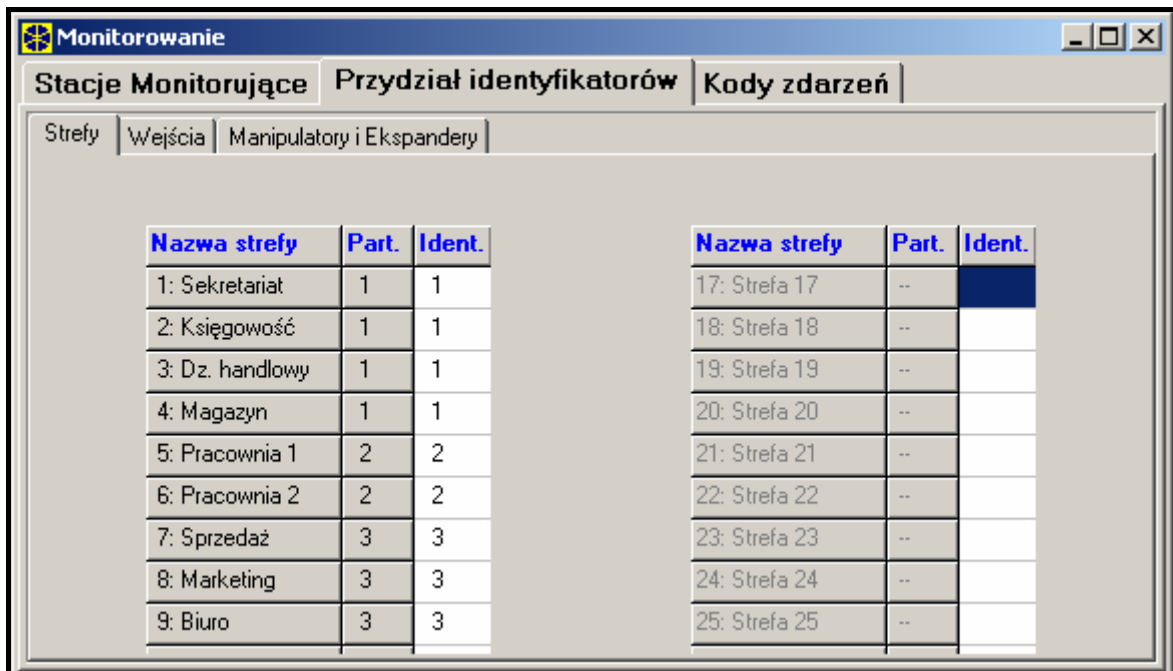 Monitorowanie
Stacje Monitorujące Przydział identyfikatorów Kody zdarzeń
Strefy Wejścia Manipulatory i Ekspandery
Nazwa strefy Part. Ident. Nazwa strefy Part. Ident.
1: Sekretariat 1 1 17: Strefa 17 --
2: Księgowość 1 1 18: Strefa 18 --
3: Dz. handlowy 1 1 19: Strefa 19 --
4: Magazyn 1 1 20: Strefa 20 --
5: Pracownia 1 2 2 21: Strefa 21 --
6: Pracownia 2 2 2 22: Strefa 22 --
7: Sprzedaż 3 3 23: Strefa 23 --
8: Marketing 3 3 24: Strefa 24 --
9: Biuro 3 3 25: Strefa 25 --